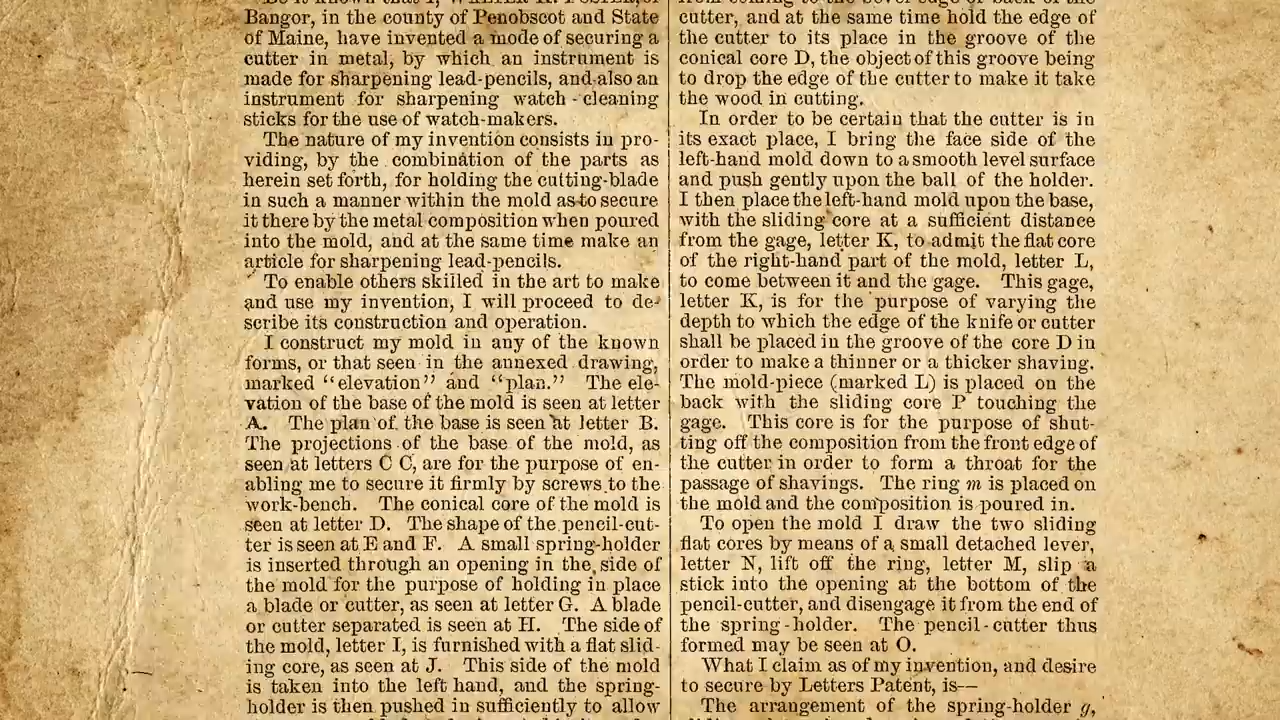 Bangor, in the county of Penobscot and State
of Maine, have invented a mode of securing a
cutter in metal, by which an instrument is
made for sharpening lead-pencils, and also an
instrument for sharpening watch-cleaning
sticks for the use of watch-makers.
The nature of my invention consists in pro-
viding, by the combination of the parts as
herein set forth, for holding the cutting-blade
in such a manner within the mold as to secure
it there by the metal composition when poured
into the mold, and at the same time make an
article for sharpening lead-pencils.
To enable others skilled in the art to make
and use my invention, I will proceed to de-
scribe its construction and operation.
I construct my mold in any of the known
forms, or that seen in the annexed drawing,
marked "elevation" and "plan." The ele-
vation of the base of the mold is seen at letter
A. The plan of the base is seen at letter B.
The projections of the base of the mold, as
seen at letters C C, are for the purpose of en-
abling me to secure it firmly by screws to the
work-bench. The conical core of the mold is
seen at letter D. The shape of the pencil-cut-
ter is seen at E and F. A small spring-holder
is inserted through an opening in the side of
the mold for the purpose of holding in place
a blade or cutter, as seen at letter G. A blade
or cutter separated is seen at H. The side of
the mold, letter I, is furnished with a flat slid-
ing core, as seen at J. This side of the mold
is taken into the left hand, and the spring-
holder is then pushed in sufficiently to allow
cutter, and at the same time hold the edge of
the cutter to its place in the groove of the
conical core D, the object of this groove being
to drop the edge of the cutter to make it take
the wood in cutting.
In order to be certain that the cutter is in
its exact place, I bring the face side of the
left-hand mold down to a smooth level surface
and push gently upon the ball of the holder.
I then place the left-hand mold upon the base,
with the sliding core at a sufficient distance
from the gage, letter K, to admit the flat core
of the right-hand part of the mold, letter L,
to come between it and the gage. This gage,
letter K, is for the purpose of varying the
depth to which the edge of the knife or cutter
shall be placed in the groove of the core D in
order to make a thinner or a thicker shaving.
The mold-piece (marked L) is placed on the
back with the sliding core P touching the
gage. This core is for the purpose of shut-
ting off the composition from the front edge of
the cutter in order to form a throat for the
passage of shavings. The ring m is placed on
the mold and the composition is poured in.
To open the mold I draw the two sliding
flat cores by means of a small detached lever,
letter N, lift off the ring, letter M, slip a
stick into the opening at the bottom of the
pencil-cutter, and disengage it from the end of
the spring-holder. The pencil-cutter thus
formed may be seen at O.
What I claim as of my invention, and desire
to secure by Letters Patent, is—
The arrangement of the spring-holder g,